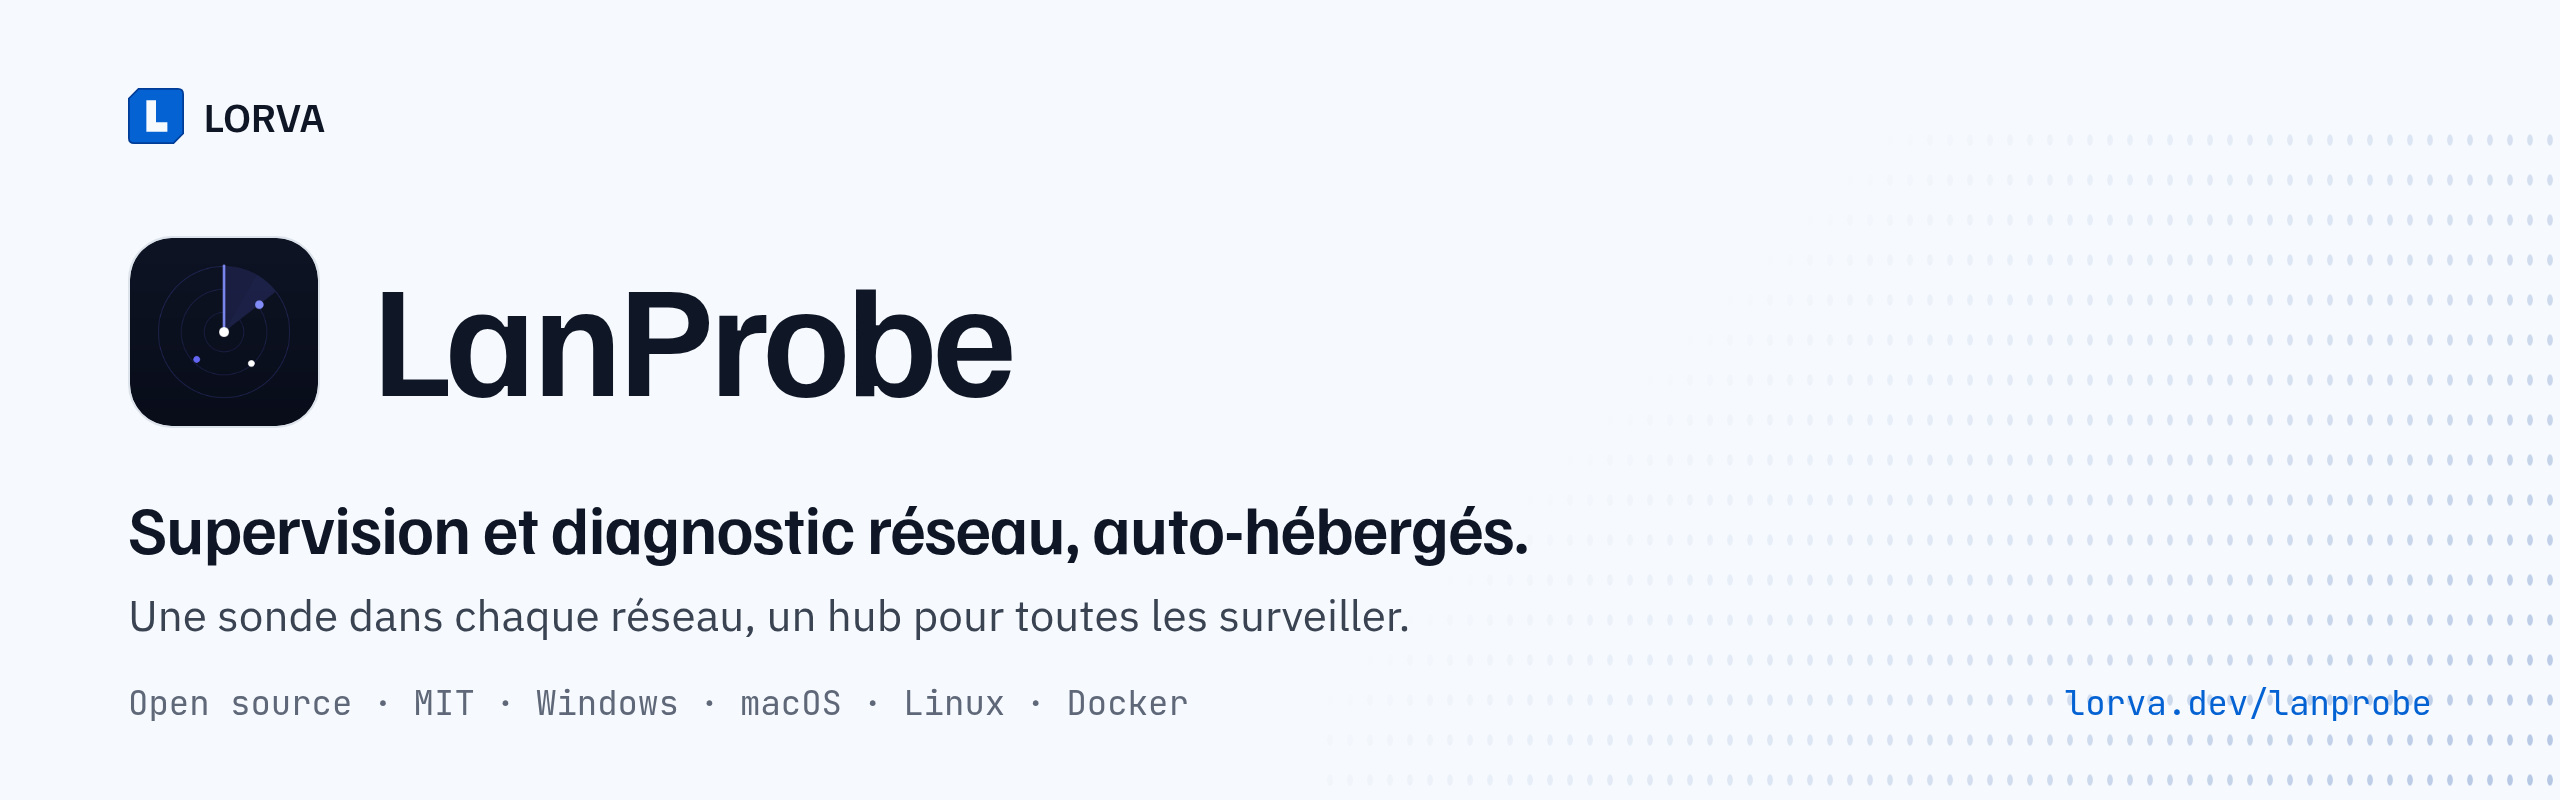 L LORVA
LanProbe
Supervision et diagnostic réseau, auto-hébergés.
Une sonde dans chaque réseau, un hub pour toutes les surveiller.
Open source · MIT · Windows · macOS · Linux · Docker
lorva.dev/lanprobe